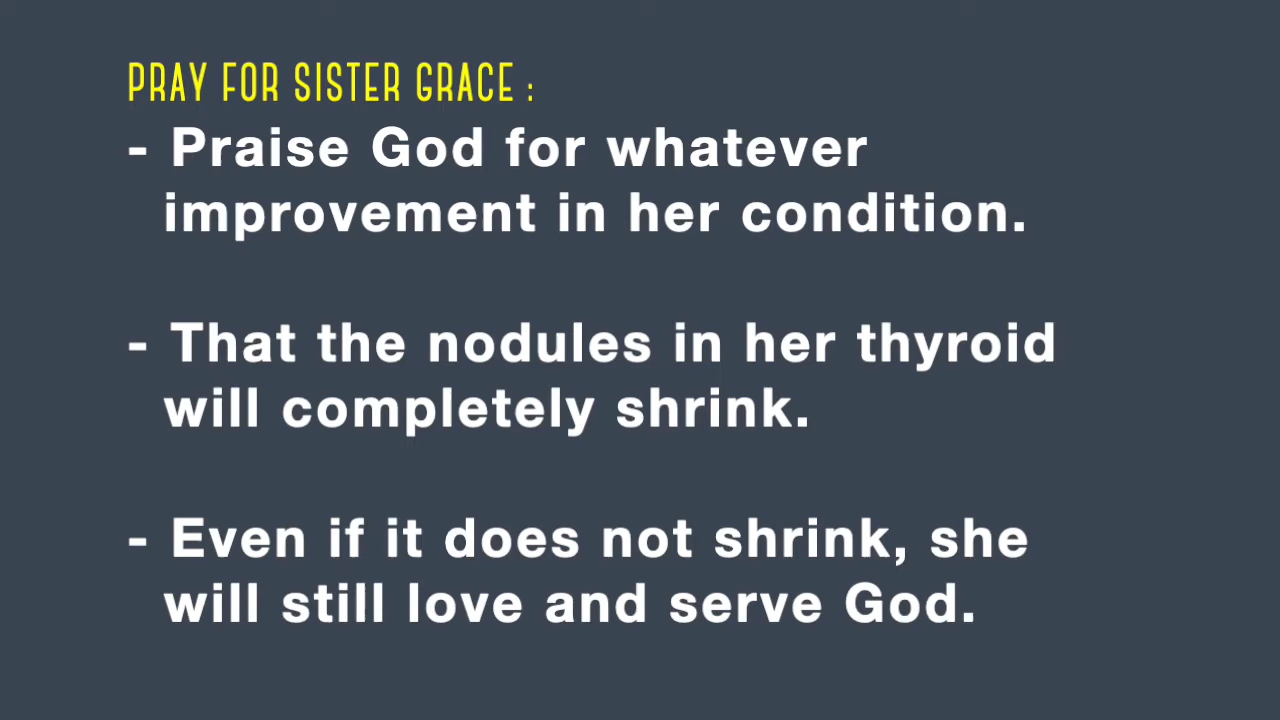 PRAY FOR SISTER GRACE :
- Praise God for whatever
improvement in her condition.
- That the nodules in her thyroid
will completely shrink.
- Even if it does not shrink, she
will still love and serve God.